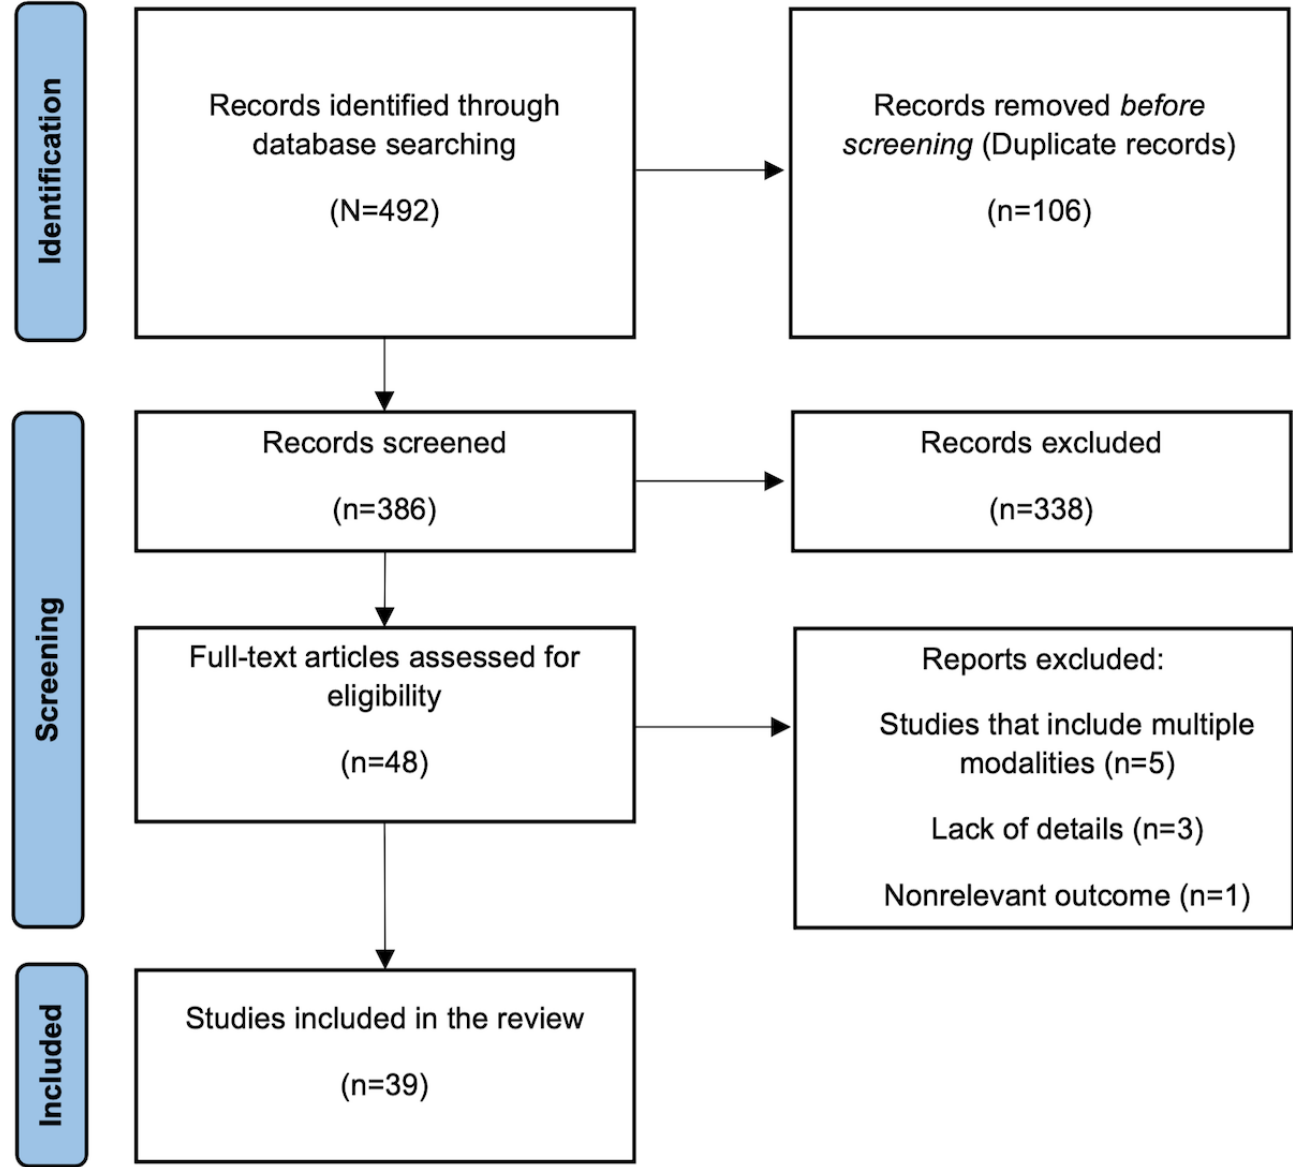 Identification
Records identified through
database searching
(N=492)
Records removed before
screening (Duplicate records)
(n=106)
Screening
Records screened
(n=386)
Records excluded
(n=338)
Full-text articles assessed for
eligibility
(n=48)
Reports excluded:
Studies that include multiple
modalities (n=5)
Lack of details (n=3)
Nonrelevant outcome (n=1)
Included
Studies included in the review
(n=39)